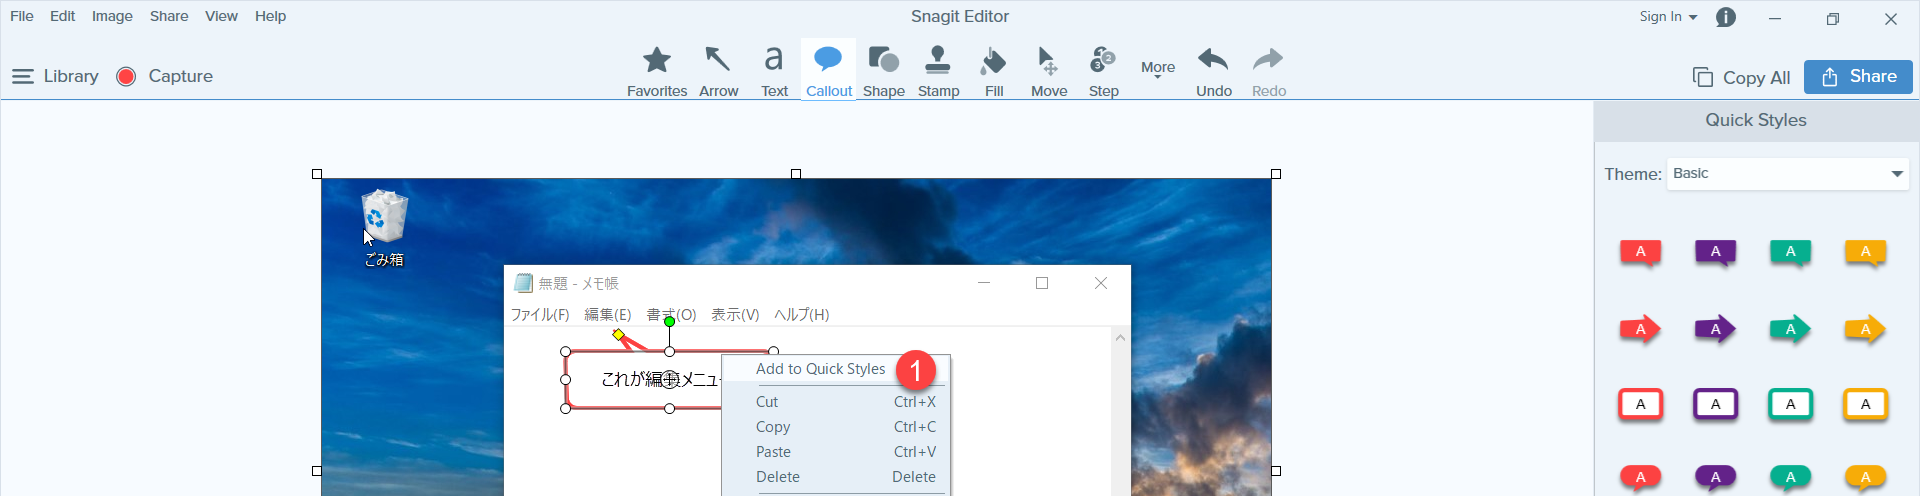 File Edit Image Share View Help
Snagit Editor
Sign In
Library
Capture
Favorites Arrow Text Callout Shape Stamp Fill Move Step More Undo Redo
Copy All
Share
Quick Styles
Theme: Basic
ごみ箱
無題 - メモ帳
ファイル(F) 編集(E) 書式(O) 表示(V) ヘルプ(H)
これが編集メニュー
Add to Quick Styles
1
Cut Ctrl+X
Copy Ctrl+C
Paste Ctrl+V
Delete Delete
A A A A
A A A A
A A A A
A A A A